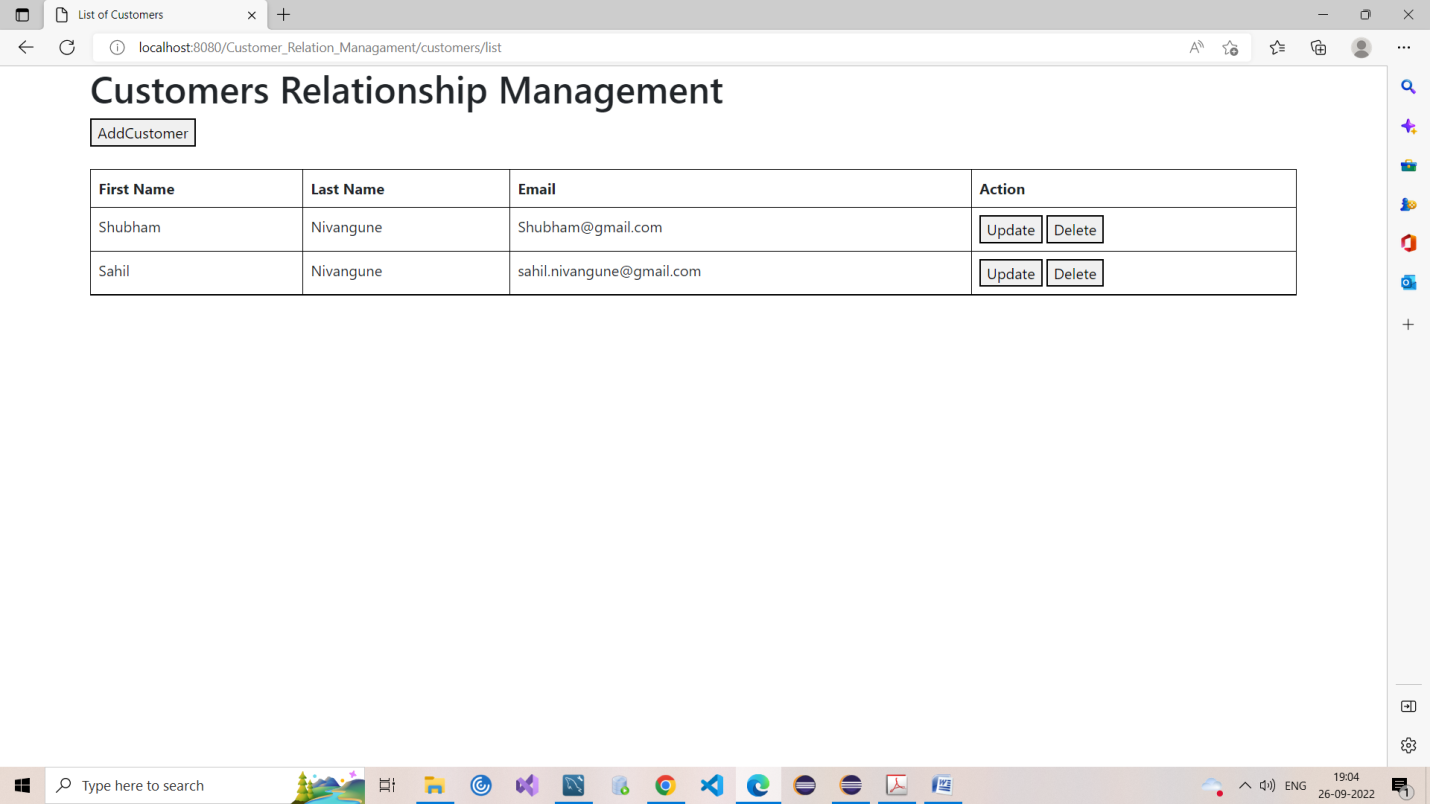 List of Customers
localhost:8080/Customer_Relation_Managament/customers/list
Customers Relationship Management
AddCustomer
First Name Last Name Email Action
Shubham Nivangune Shubham@gmail.com Update Delete
Sahil Nivangune sahil.nivangune@gmail.com Update Delete
Type here to search
ENG
19:04
26-09-2022
1